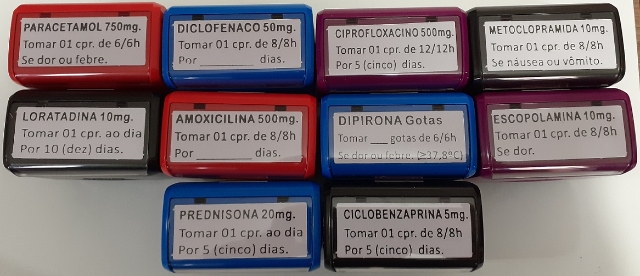 PARACETAMOL 750mg.
Tomar 01 cpr. de 6/6h
Se dor ou febre.
DICLOFENACO 50mg.
Tomar 01 cpr. de 8/8h
Por ________ dias.
CIPROFLOXACINO 500mg.
Tomar 01 cpr. de 12/12h
Por 5 (cinco) dias.
METOCLOPRAMIDA 10mg.
Tomar 01 cpr. de 8/8h
Se náusea ou vômito.
LORATADINA 10mg.
Tomar 01 cpr. ao dia
Por 10 (dez) dias.
AMOXICILINA 500mg.
Tomar 01 cpr. de 8/8h
Por ________ dias.
DIPIRONA Gotas
Tomar ___ gotas de 6/6h
Se dor ou febre. (≥37,8ºC)
ESCOPOLAMINA 10mg.
Tomar 01 cpr. de 8/8h
Se dor.
PREDNISONA 20mg.
Tomar 01 cpr. ao dia
Por 5 (cinco) dias.
CICLOBENZAPRINA 5mg.
Tomar 01 cpr. de 8/8h
Por 5 (cinco) dias.